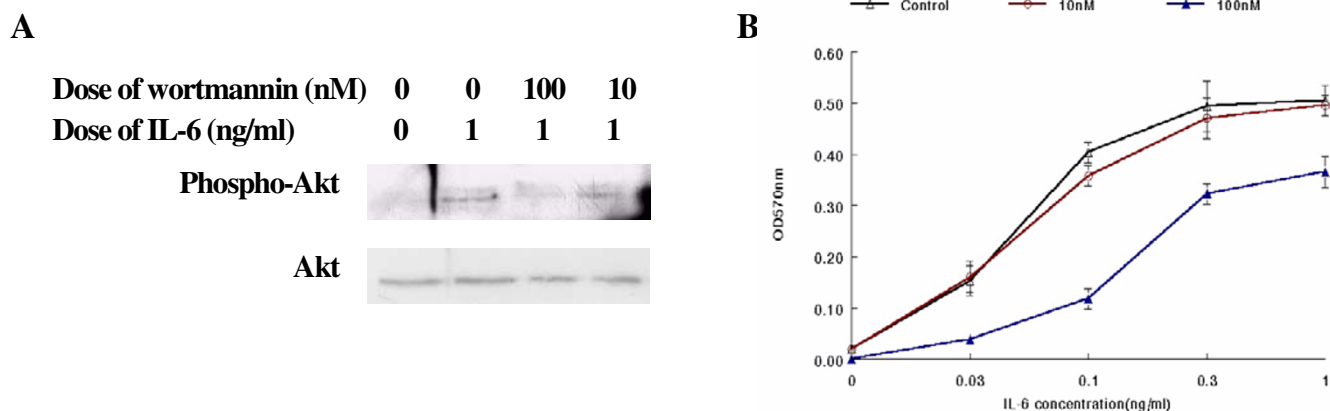 A
Dose of wortmannin (nM) 0 0 100 10
Dose of IL-6 (ng/ml) 0 1 1 1
Phospho-Akt
Akt
B
Control 10nM 100nM
0.60
0.50
0.40
0.30
0.20
0.10
0.00
OD570nm
0 0.03 0.1 0.3 1
IL-6 concentration(ng/ml)